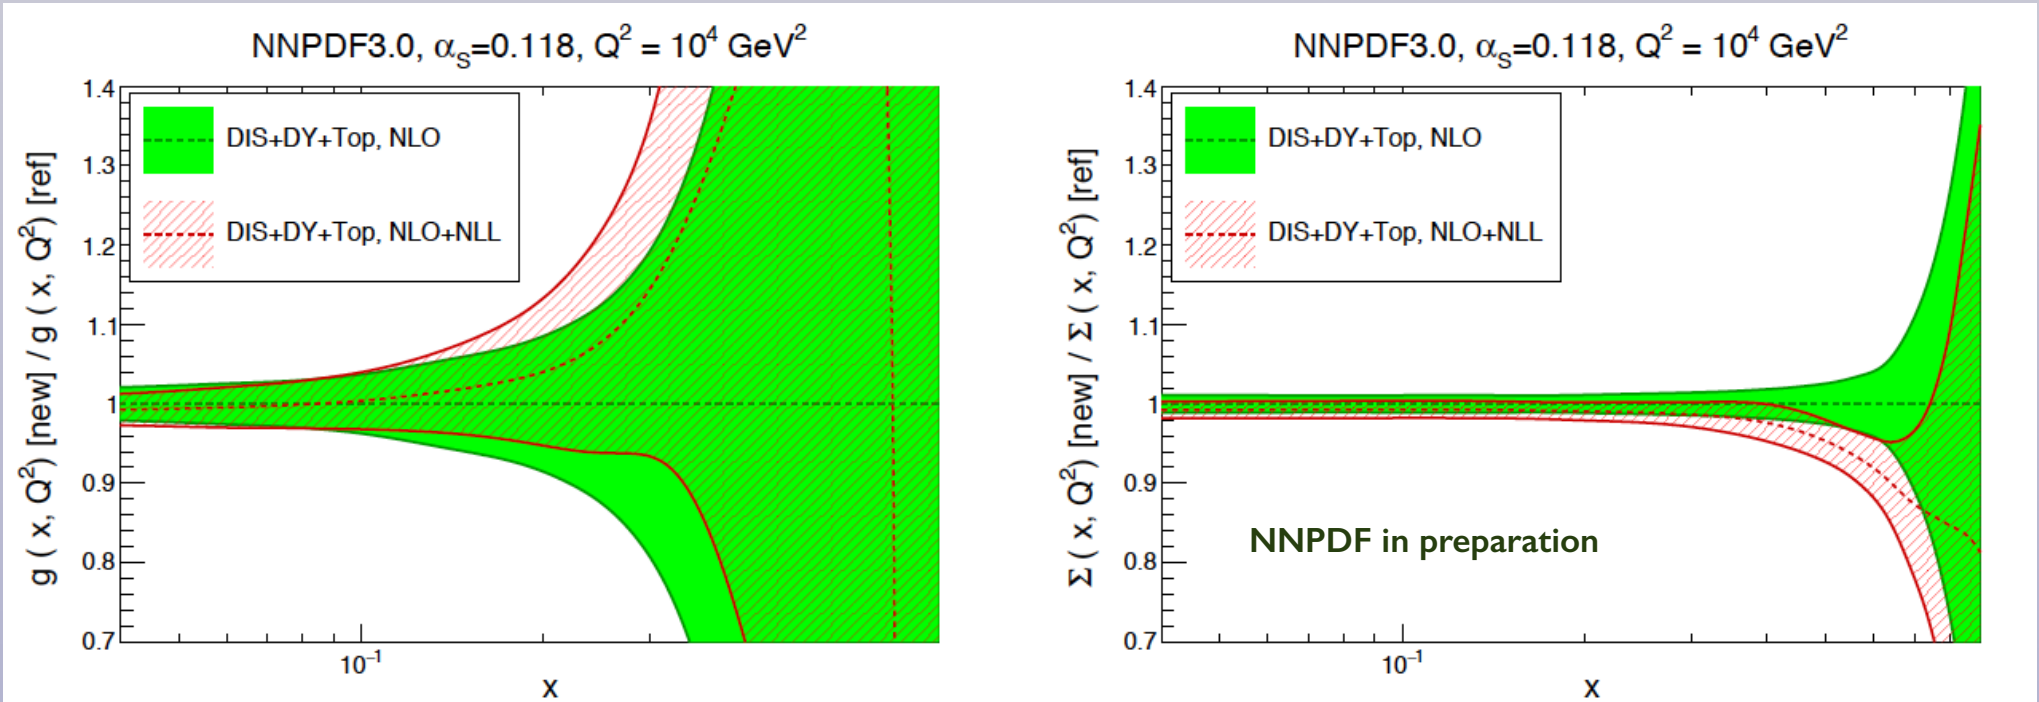 NNPDF3.0, αS=0.118, Q² = 10⁴ GeV²
1.4
1.3
1.2
1.1
1
0.9
0.8
0.7
g ( x, Q²) [new] / g ( x, Q²) [ref]
DIS+DY+Top, NLO
DIS+DY+Top, NLO+NLL
10⁻¹
x
NNPDF3.0, αS=0.118, Q² = 10⁴ GeV²
1.4
1.3
1.2
1.1
1
0.9
0.8
0.7
Σ ( x, Q²) [new] / Σ ( x, Q²) [ref]
DIS+DY+Top, NLO
DIS+DY+Top, NLO+NLL
NNPDF in preparation
10⁻¹
x